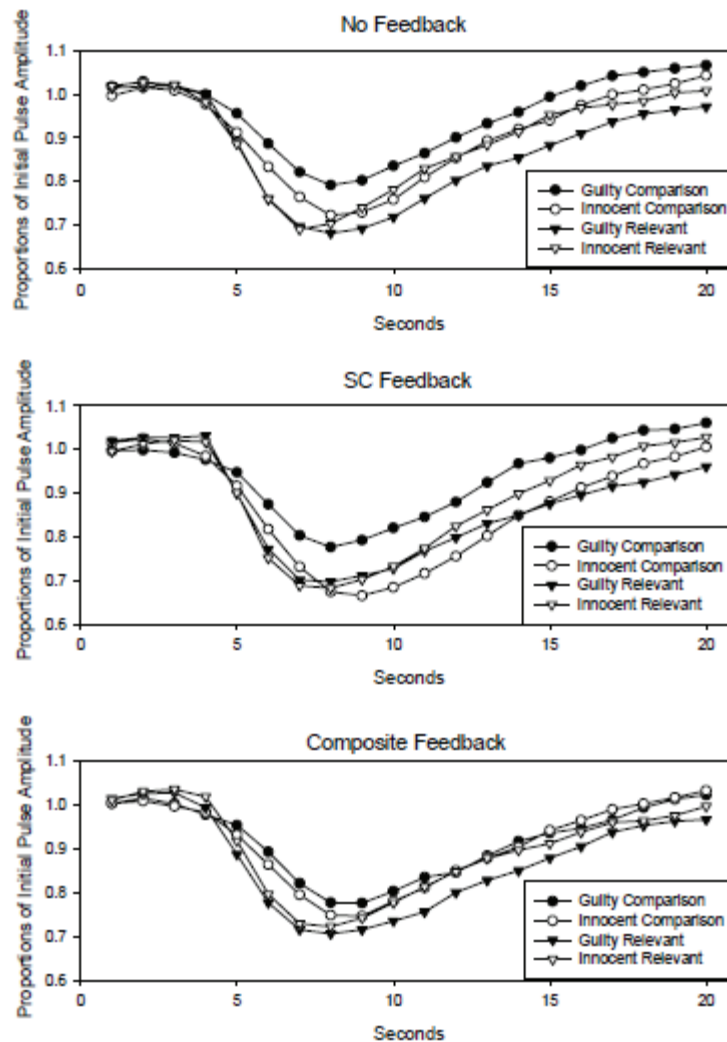 No Feedback
Proportions of Initial Pulse Amplitude
1.1
1.0
0.9
0.8
0.7
0.6
Guilty Comparison
Innocent Comparison
Guilty Relevant
Innocent Relevant
0 5 10 15 20
Seconds
SC Feedback
Proportions of Initial Pulse Amplitude
1.1
1.0
0.9
0.8
0.7
0.6
Guilty Comparison
Innocent Comparison
Guilty Relevant
Innocent Relevant
0 5 10 15 20
Seconds
Composite Feedback
Proportions of Initial Pulse Amplitude
1.1
1.0
0.9
0.8
0.7
0.6
Guilty Comparison
Innocent Comparison
Guilty Relevant
Innocent Relevant
0 5 10 15 20
Seconds